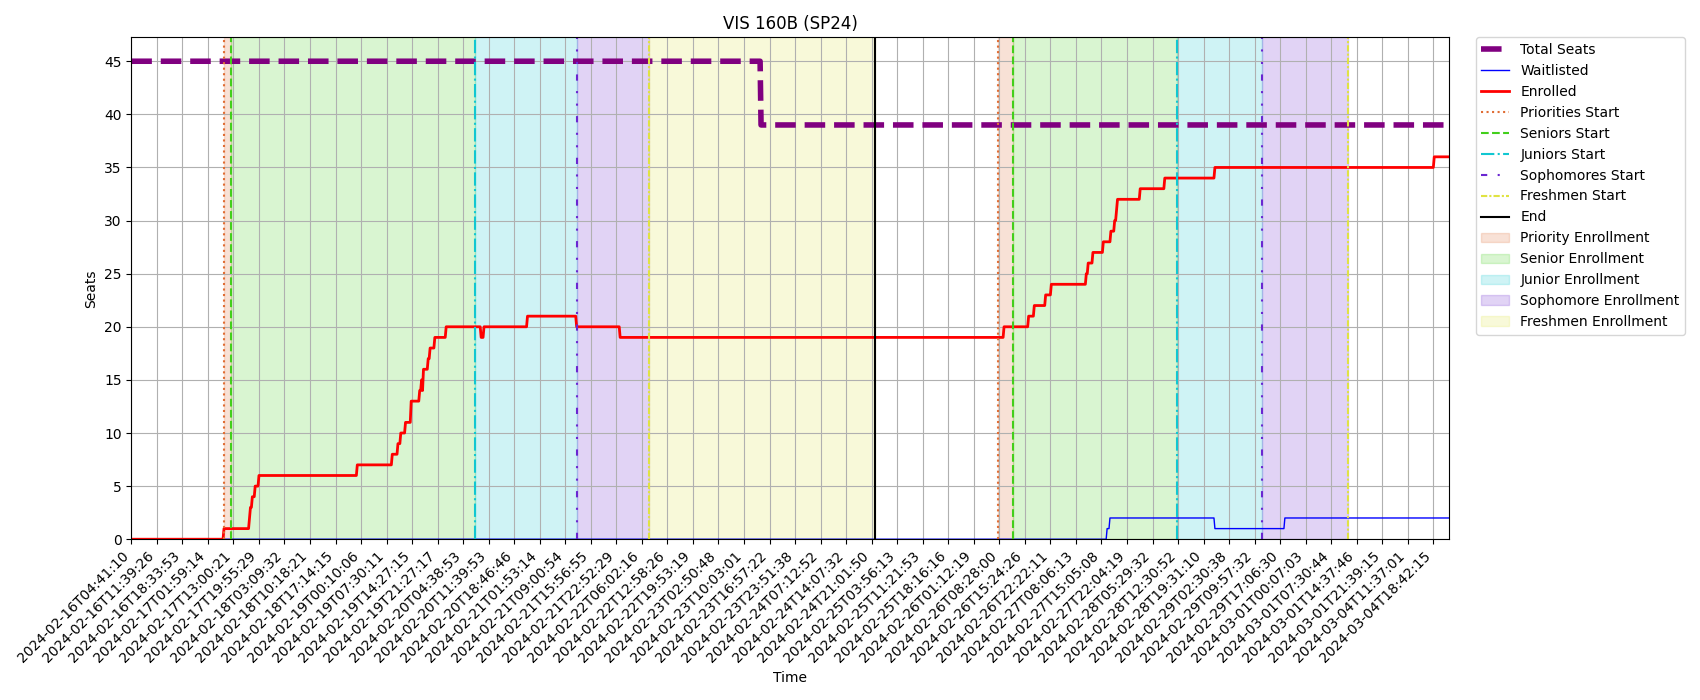 VIS 160B (SP24)
Seats
45
40
35
30
25
20
15
10
5
0
2024-02-16T04:41:10
2024-02-16T11:39:26
2024-02-16T18:33:53
2024-02-17T01:59:14
2024-02-17T13:00:21
2024-02-17T19:55:29
2024-02-18T03:09:32
2024-02-18T10:18:21
2024-02-18T17:14:15
2024-02-19T00:10:06
2024-02-19T07:30:11
2024-02-19T14:27:15
2024-02-19T21:27:17
2024-02-20T04:38:53
2024-02-20T11:39:53
2024-02-20T18:46:46
2024-02-21T01:53:14
2024-02-21T09:00:54
2024-02-21T15:56:55
2024-02-21T22:52:29
2024-02-22T06:02:16
2024-02-22T12:58:26
2024-02-22T19:53:19
2024-02-23T02:50:48
2024-02-23T10:03:01
2024-02-23T16:57:22
2024-02-23T23:51:38
2024-02-24T07:12:52
2024-02-24T14:07:32
2024-02-24T21:01:50
2024-02-25T03:56:13
2024-02-25T11:21:53
2024-02-25T18:16:16
2024-02-26T01:12:19
2024-02-26T08:28:00
2024-02-26T15:24:26
2024-02-26T22:22:11
2024-02-27T08:06:13
2024-02-27T15:05:08
2024-02-27T22:04:19
2024-02-28T05:29:32
2024-02-28T12:30:52
2024-02-28T19:31:10
2024-02-29T02:30:38
2024-02-29T09:57:32
2024-02-29T17:06:30
2024-03-01T00:07:03
2024-03-01T07:30:44
2024-03-01T14:37:46
2024-03-01T21:39:15
2024-03-04T11:37:01
2024-03-04T18:42:15
Time
Total Seats
Waitlisted
Enrolled
Priorities Start
Seniors Start
Juniors Start
Sophomores Start
Freshmen Start
End
Priority Enrollment
Senior Enrollment
Junior Enrollment
Sophomore Enrollment
Freshmen Enrollment